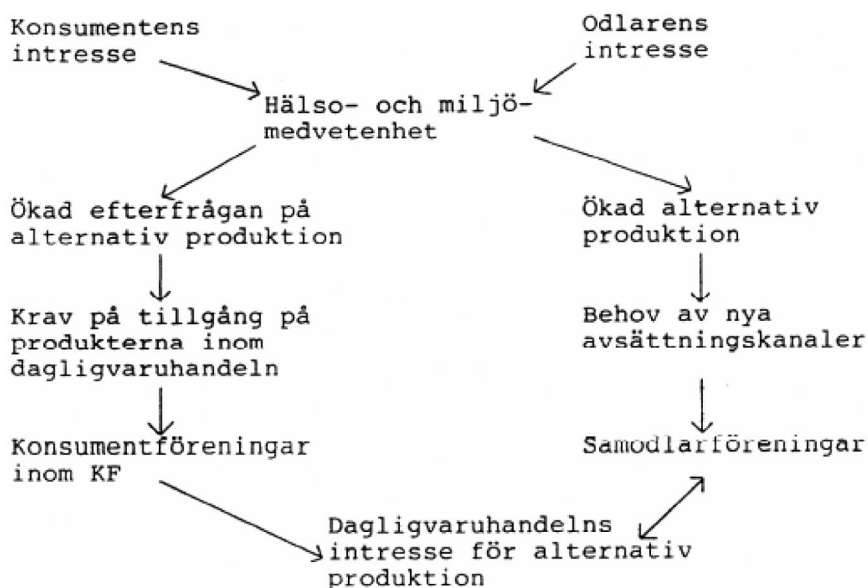 Konsumentens
intresse
Odlarens
intresse
Hälso- och miljö-
medvetenhet
Ökad efterfrågan på
alternativ produktion
Ökad alternativ
produktion
Krav på tillgång på
produkterna inom
dagligvaruhandeln
Behov av nya
avsättningskanaler
Konsumentföreningar
inom KF
Samodlarföreningar
Dagligvaruhandelns
intresse för alternativ
produktion